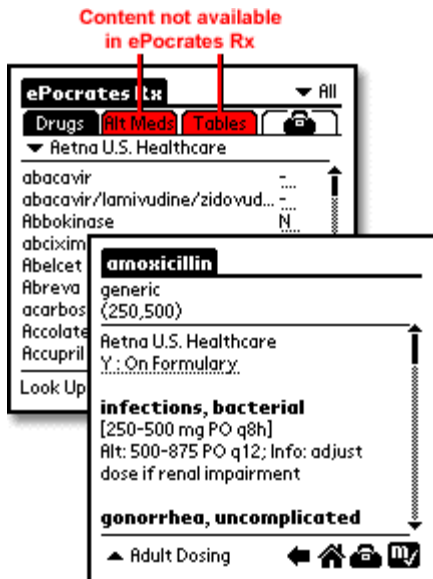 Content not available
in ePocrates Rx
ePocrates Rx
All
Drugs Alt Meds Tables
Aetna U.S. Healthcare
abacavir -
abacavir/lamivudine/zidovud... -
Abbokinase N
abcixim
Abelcet
Abreva
acarbos
Accolate
Accupril
Look Up
amoxicillin
generic
(250,500)
Aetna U.S. Healthcare
Y : On Formulary
infections, bacterial
[250-500 mg PO q8h]
Alt: 500-875 PO q12; Info: adjust
dose if renal impairment
gonorrhea, uncomplicated
Adult Dosing